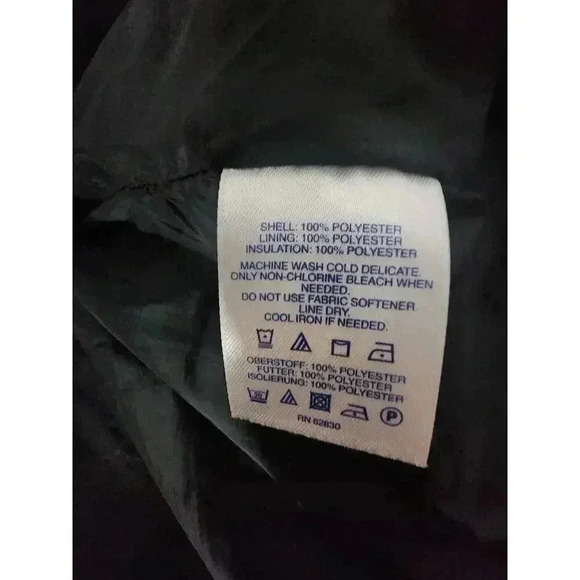 SHELL: 100% POLYESTER
LINING: 100% POLYESTER
INSULATION: 100% POLYESTER
MACHINE WASH COLD DELICATE.
ONLY NON-CHLORINE BLEACH WHEN
NEEDED.
DO NOT USE FABRIC SOFTENER.
LINE DRY.
COOL IRON IF NEEDED.
OBERSTOFF: 100% POLYESTER
FUTTER: 100% POLYESTER
ISOLIERUNG: 100% POLYESTER
P
RN 62830